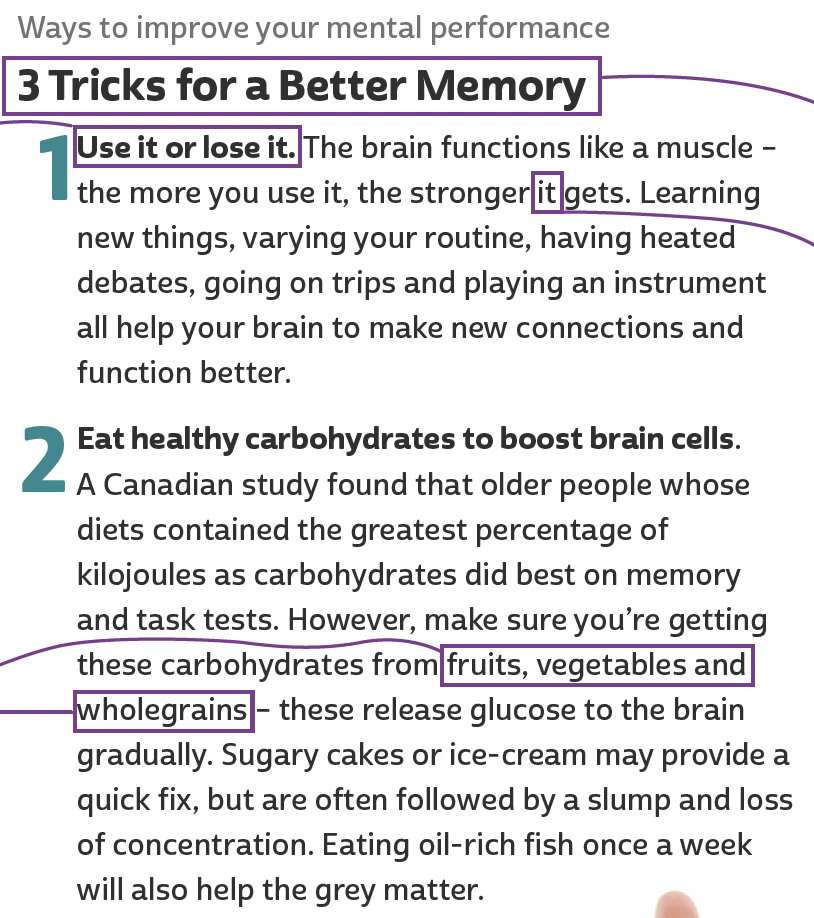 Ways to improve your mental performance
3 Tricks for a Better Memory
1 Use it or lose it. The brain functions like a muscle –
the more you use it, the stronger it gets. Learning
new things, varying your routine, having heated
debates, going on trips and playing an instrument
all help your brain to make new connections and
function better.
2 Eat healthy carbohydrates to boost brain cells.
A Canadian study found that older people whose
diets contained the greatest percentage of
kilojoules as carbohydrates did best on memory
and task tests. However, make sure you’re getting
these carbohydrates from fruits, vegetables and
wholegrains – these release glucose to the brain
gradually. Sugary cakes or ice-cream may provide a
quick fix, but are often followed by a slump and loss
of concentration. Eating oil-rich fish once a week
will also help the grey matter.